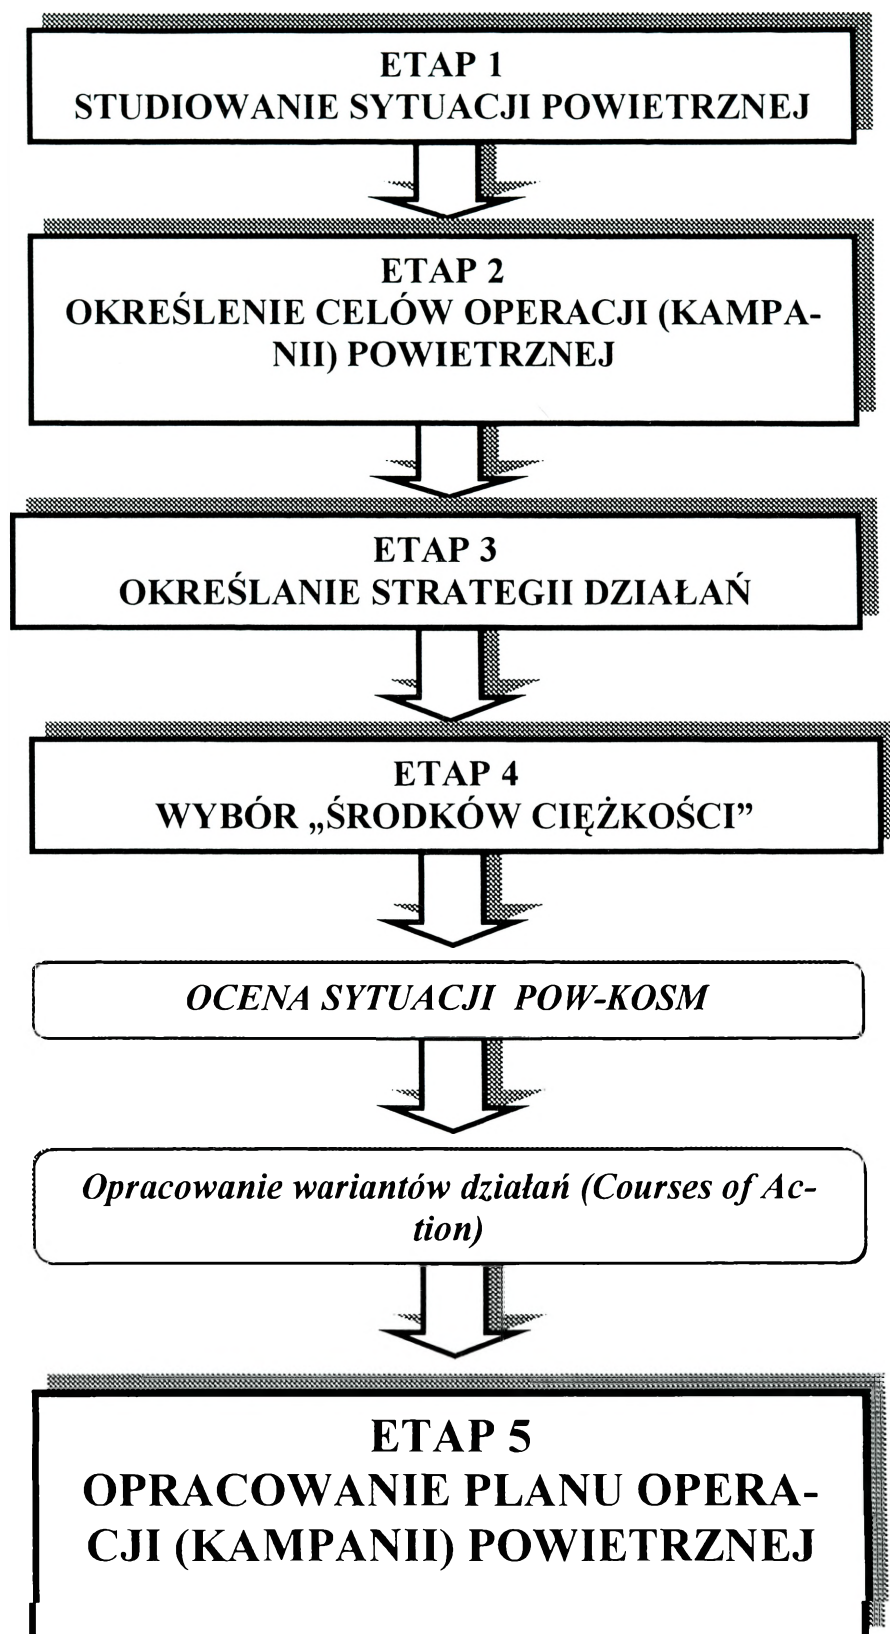 ETAP 1
STUDIOWANIE SYTUACJI POWIETRZNEJ
ETAP 2
OKREŚLENIE CELÓW OPERACJI (KAMPA-
NII) POWIETRZNEJ
ETAP 3
OKREŚLANIE STRATEGII DZIAŁAŃ
ETAP 4
WYBÓR „ŚRODKÓW CIĘŻKOŚCI”
OCENA SYTUACJI POW-KOSM
Opracowanie wariantów działań (Courses of Ac-
tion)
ETAP 5
OPRACOWANIE PLANU OPERA-
CJI (KAMPANII) POWIETRZNEJ